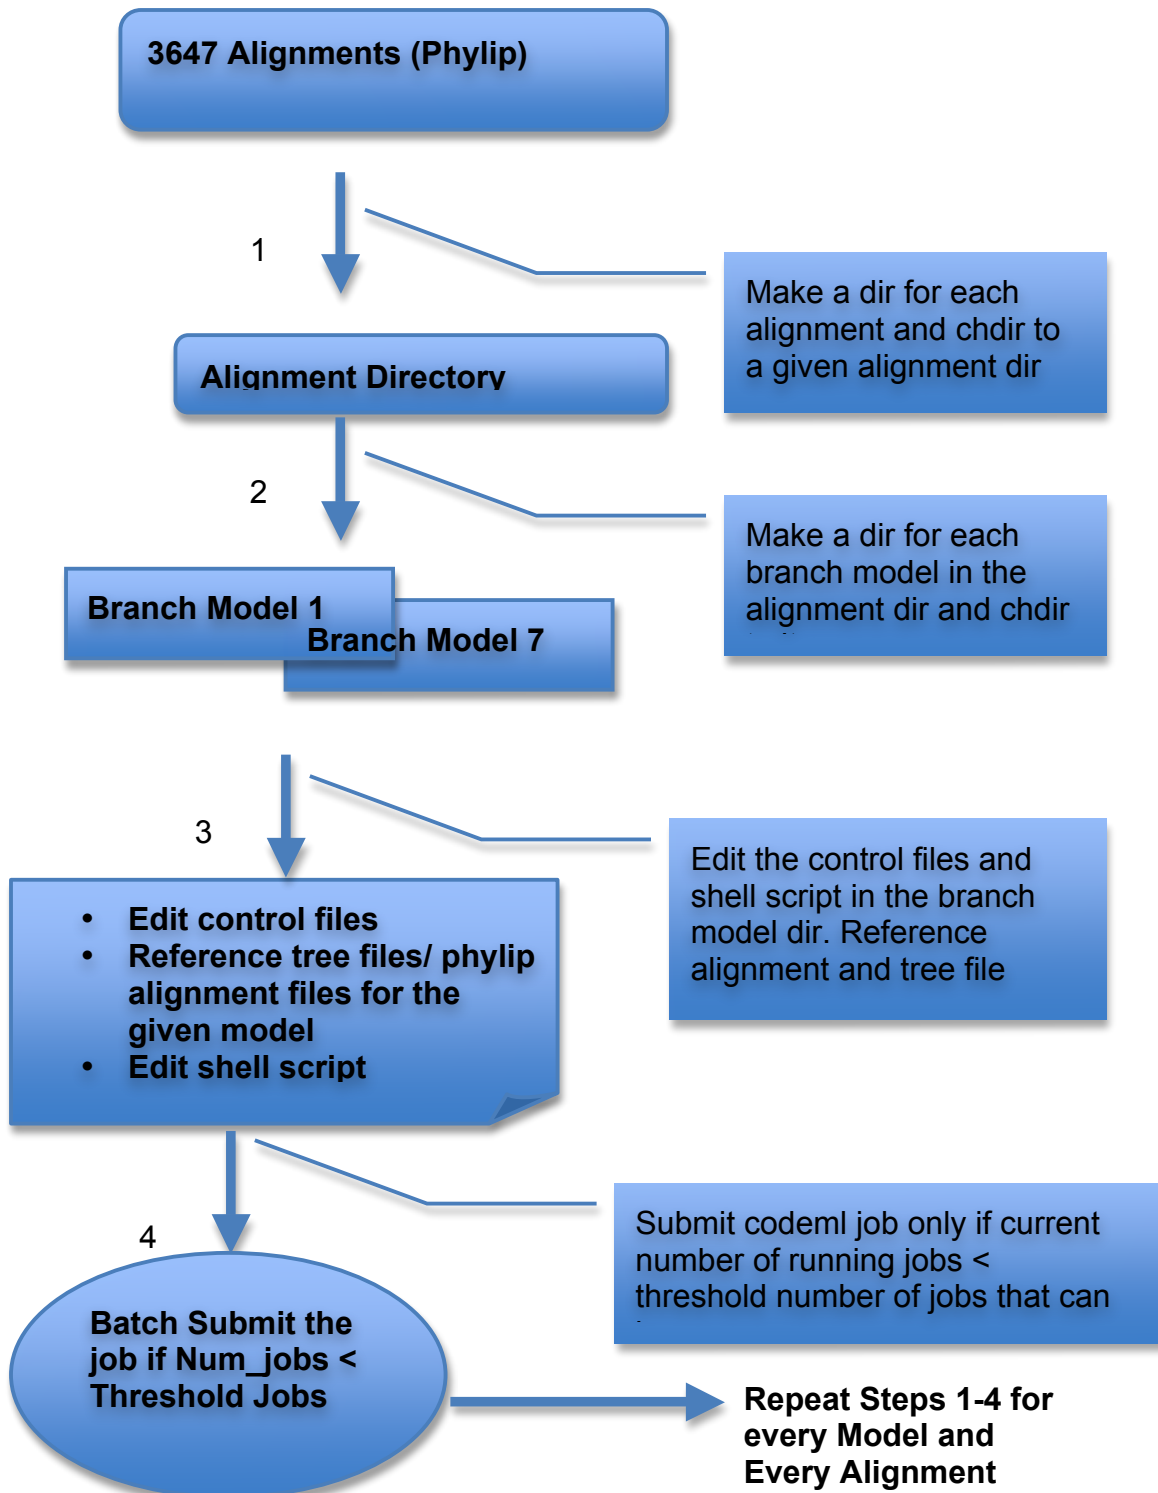 3647 Alignments (Phylip)
1
Make a dir for each
alignment and chdir to
a given alignment dir
Alignment Directory
2
Make a dir for each
branch model in the
alignment dir and chdir
Branch Model 1
Branch Model 7
3
Edit the control files and
shell script in the branch
model dir. Reference
alignment and tree file
• Edit control files
• Reference tree files/ phylip
alignment files for the
given model
• Edit shell script
4
Submit codeml job only if current
number of running jobs <
threshold number of jobs that can
Batch Submit the
job if Num_jobs <
Threshold Jobs
Repeat Steps 1-4 for
every Model and
Every Alignment